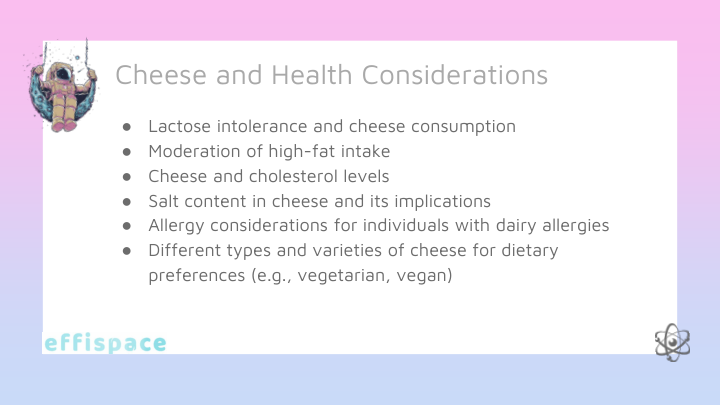 Cheese and Health Considerations
● Lactose intolerance and cheese consumption
● Moderation of high-fat intake
● Cheese and cholesterol levels
● Salt content in cheese and its implications
● Allergy considerations for individuals with dairy allergies
● Different types and varieties of cheese for dietary
preferences (e.g., vegetarian, vegan)
effispace